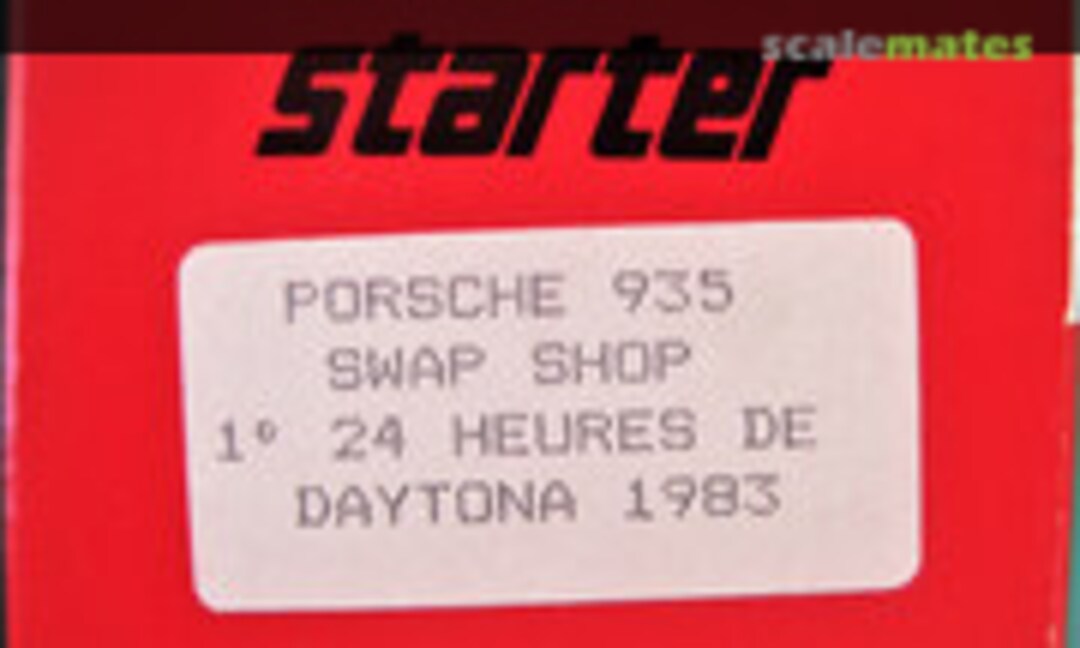 scalemates
starter
PORSCHE 935
SWAP SHOP
1° 24 HEURES DE
DAYTONA 1983